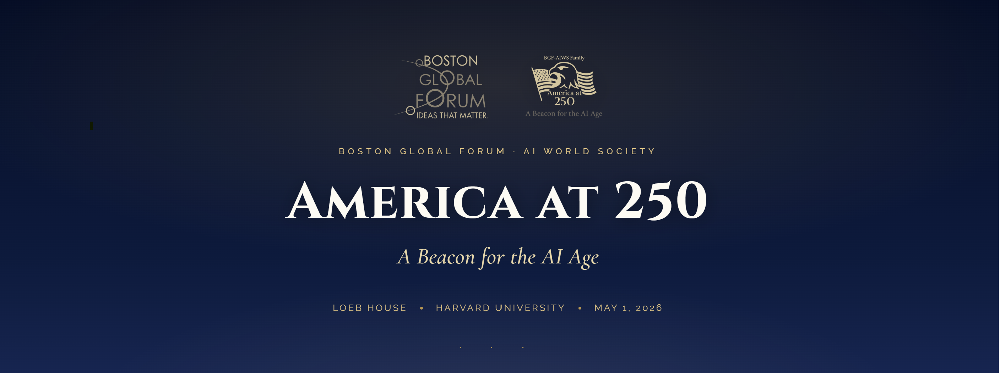 BOSTON
GLOBAL
FORUM
IDEAS THAT MATTER.
BGF-AIWS Family
America at
250
A Beacon for the AI Age
BOSTON GLOBAL FORUM · AI WORLD SOCIETY
AMERICA AT 250
A Beacon for the AI Age
LOEB HOUSE • HARVARD UNIVERSITY • MAY 1, 2026